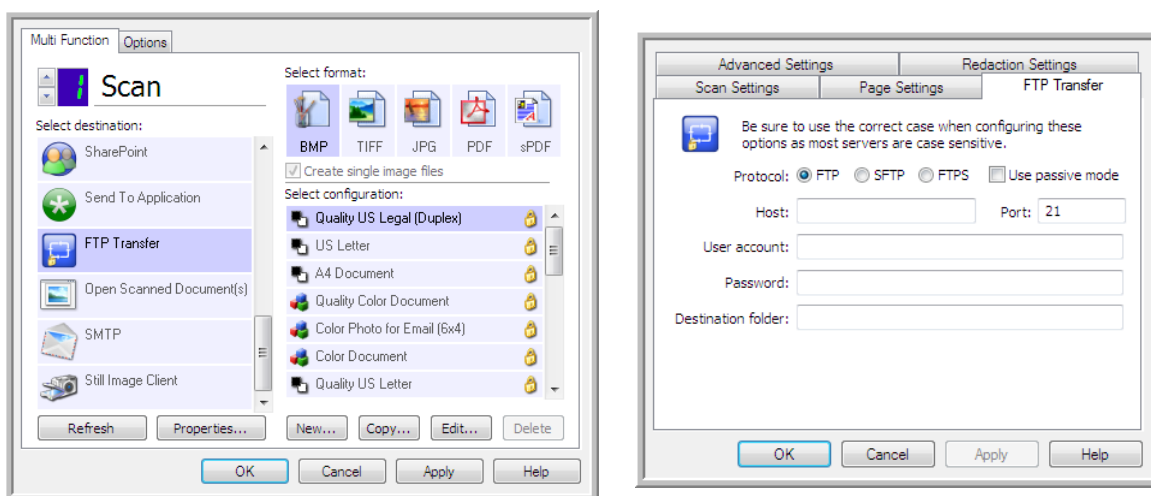 Multi Function
Options
1 Scan
Select destination:
SharePoint
Send To Application
FTP Transfer
Open Scanned Document(s)
SMTP
Still Image Client
Refresh
Properties...
Select format:
BMP
TIFF
JPG
PDF
sPDF
Create single image files
Select configuration:
Quality US Legal (Duplex)
US Letter
A4 Document
Quality Color Document
Color Photo for Email (6x4)
Color Document
Quality US Letter
New...
Copy...
Edit...
Delete
OK
Cancel
Apply
Help
Advanced Settings
Redaction Settings
Scan Settings
Page Settings
FTP Transfer
Be sure to use the correct case when configuring these
options as most servers are case sensitive.
Protocol: FTP SFTP FTPS Use passive mode
Host:
Port: 21
User account:
Password:
Destination folder:
OK
Cancel
Apply
Help